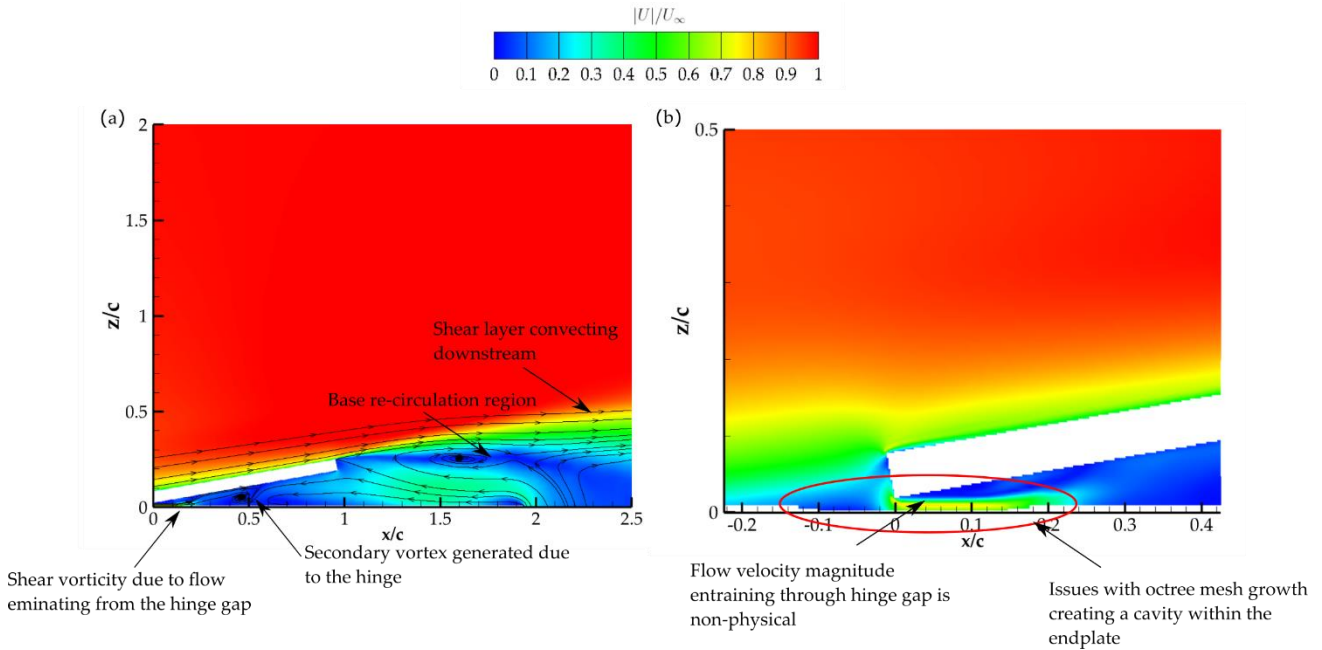 |U|/U∞
0 0.1 0.2 0.3 0.4 0.5 0.6 0.7 0.8 0.9 1
(a)
2
1.5
z/c
1
0.5
0
0 0.5 1 1.5 2 2.5
x/c
Shear layer convecting
downstream
Base re-circulation region
Secondary vortex generated due
to the hinge
Shear vorticity due to flow
eminating from the hinge gap
(b)
0.5
z/c
0
-0.2 -0.1 0 0.1 0.2 0.3 0.4
x/c
Flow velocity magnitude
entraining through hinge gap is
non-physical
Issues with octree mesh growth
creating a cavity within the
endplate